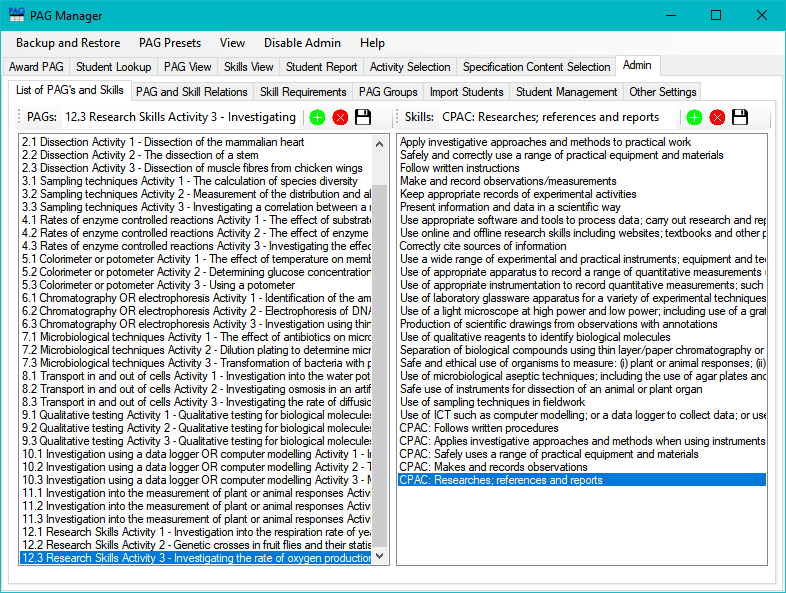 PAG PAG Manager
Backup and Restore PAG Presets View Disable Admin Help
Award PAG Student Lookup PAG View Skills View Student Report Activity Selection Specification Content Selection Admin
List of PAG's and Skills PAG and Skill Relations Skill Requirements PAG Groups Import Students Student Management Other Settings
PAGs: 12.3 Research Skills Activity 3 - Investigating
2.1 Dissection Activity 1 - Dissection of the mammalian heart
2.2 Dissection Activity 2 - The dissection of a stem
2.3 Dissection Activity 3 - Dissection of muscle fibres from chicken wings
3.1 Sampling techniques Activity 1 - The calculation of species diversity
3.2 Sampling techniques Activity 2 - Measurement of the distribution and al
3.3 Sampling techniques Activity 3 - Investigating a correlation between a
4.1 Rates of enzyme controlled reactions Activity 1 - The effect of substrat
4.2 Rates of enzyme controlled reactions Activity 2 - The effect of enzyme
4.3 Rates of enzyme controlled reactions Activity 3 - Investigating the effec
5.1 Colorimeter or potometer Activity 1 - The effect of temperature on memb
5.2 Colorimeter or potometer Activity 2 - Determining glucose concentration
5.3 Colorimeter or potometer Activity 3 - Using a potometer
6.1 Chromatography OR electrophoresis Activity 1 - Identification of the am
6.2 Chromatography OR electrophoresis Activity 2 - Electrophoresis of DNA
6.3 Chromatography OR electrophoresis Activity 3 - Investigation using thin
7.1 Microbiological techniques Activity 1 - The effect of antibiotics on micro
7.2 Microbiological techniques Activity 2 - Dilution plating to determine micr
7.3 Microbiological techniques Activity 3 - Transformation of bacteria with p
8.1 Transport in and out of cells Activity 1 - Investigation into the water pot
8.2 Transport in and out of cells Activity 2 - Investigating osmosis in an artif
8.3 Transport in and out of cells Activity 3 - Investigating the rate of diffusio
9.1 Qualitative testing Activity 1 - Qualitative testing for biological molecule
9.2 Qualitative testing Activity 2 - Qualitative testing for biological molecule
9.3 Qualitative testing Activity 3 - Qualitative testing for biological molecule
10.1 Investigation using a data logger OR computer modelling Activity 1 - I
10.2 Investigation using a data logger OR computer modelling Activity 2 - T
10.3 Investigation using a data logger OR computer modelling Activity 3 - M
11.1 Investigation into the measurement of plant or animal responses Activi
11.2 Investigation into the measurement of plant or animal responses Activi
11.3 Investigation into the measurement of plant or animal responses Activi
12.1 Research Skills Activity 1 - Investigation into the respiration rate of ye
12.2 Research Skills Activity 2 - Genetic crosses in fruit flies and their statis
12.3 Research Skills Activity 3 - Investigating the rate of oxygen production
Skills: CPAC: Researches; references and reports
Apply investigative approaches and methods to practical work
Safely and correctly use a range of practical equipment and materials
Follow written instructions
Make and record observations/measurements
Keep appropriate records of experimental activities
Present information and data in a scientific way
Use appropriate software and tools to process data; carry out research and rep
Use online and offline research skills including websites; textbooks and other p
Correctly cite sources of information
Use a wide range of experimental and practical instruments; equipment and te
Use of appropriate apparatus to record a range of quantitative measurements
Use of appropriate instrumentation to record quantitative measures; such
Use of laboratory glassware apparatus for a variety of experimental techniques
Use of a light microscope at high power and low power; including use of a grat
Production of scientific drawings from observations with annotations
Use of qualitative reagents to identify biological molecules
Separation of biological compounds using thin layer/paper chromatography or
Safe and ethical use of organisms to measure: (i) plant or animal responses; (ii)
Use of microbiological aseptic techniques; including the use of agar plates and
Safe use of instruments for dissection of an animal or plant organ
Use of sampling techniques in fieldwork
Use of ICT such as computer modelling; or a data logger to collect data; or use
CPAC: Follows written procedures
CPAC: Applies investigative approaches and methods when using instruments
CPAC: Safely uses a range of practical equipment and materials
CPAC: Makes and records observations
CPAC: Researches; references and reports